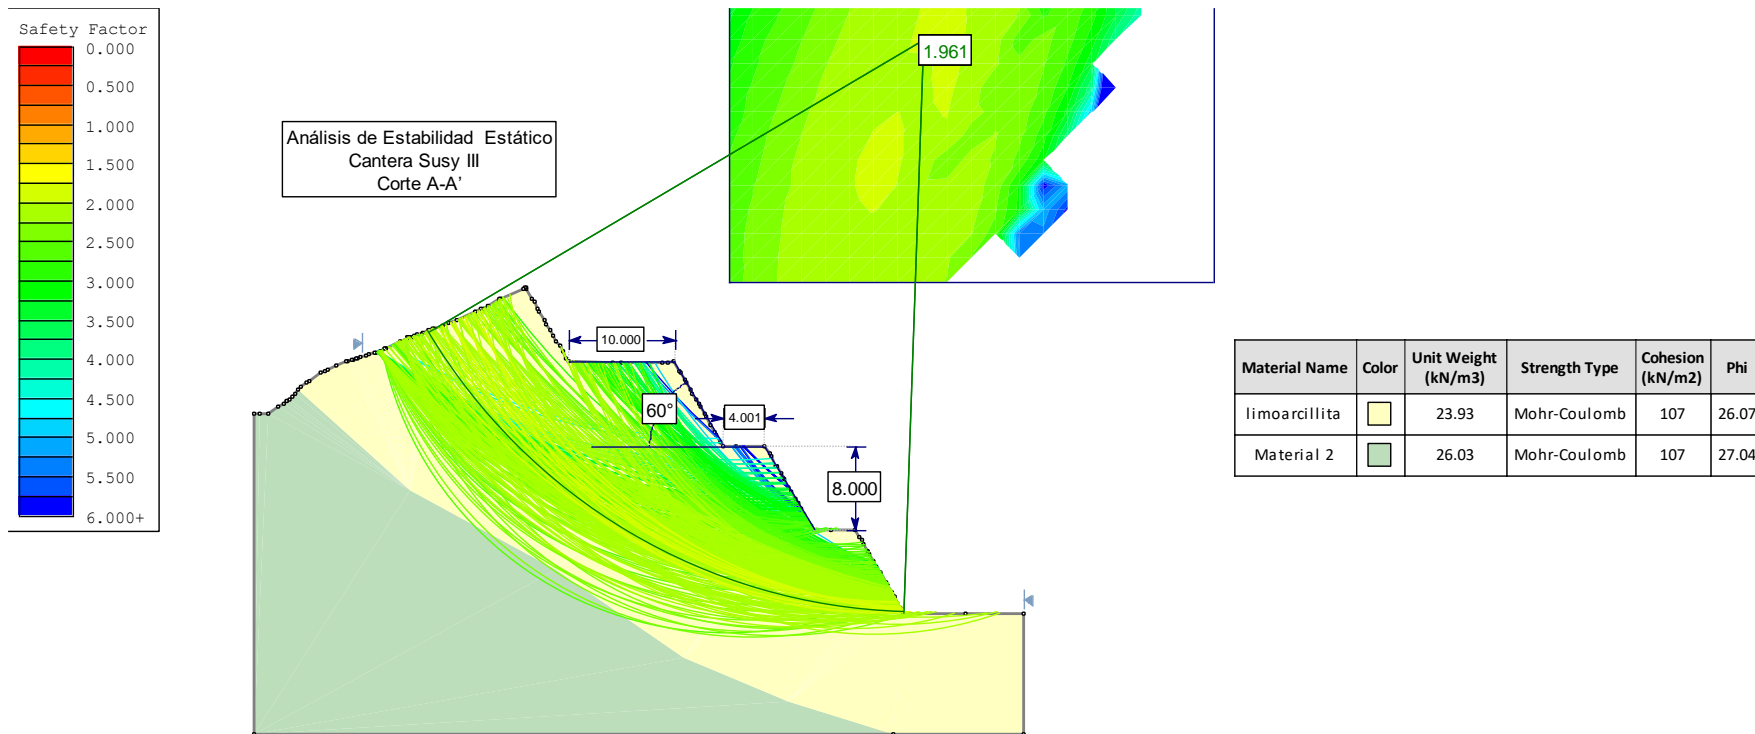 Safety Factor
0.000
0.500
1.000
1.500
2.000
2.500
3.000
3.500
4.000
4.500
5.000
5.500
6.000+
Análisis de Estabilidad Estático
Cantera Susy III
Corte A-A'
1.961
10.000
60°
4.001
8.000
Material Name Color Unit Weight (kN/m3) Strength Type Cohesion (kN/m2) Phi
limoarcillita 23.93 Mohr-Coulomb 107 26.07
Material 2 26.03 Mohr-Coulomb 107 27.04